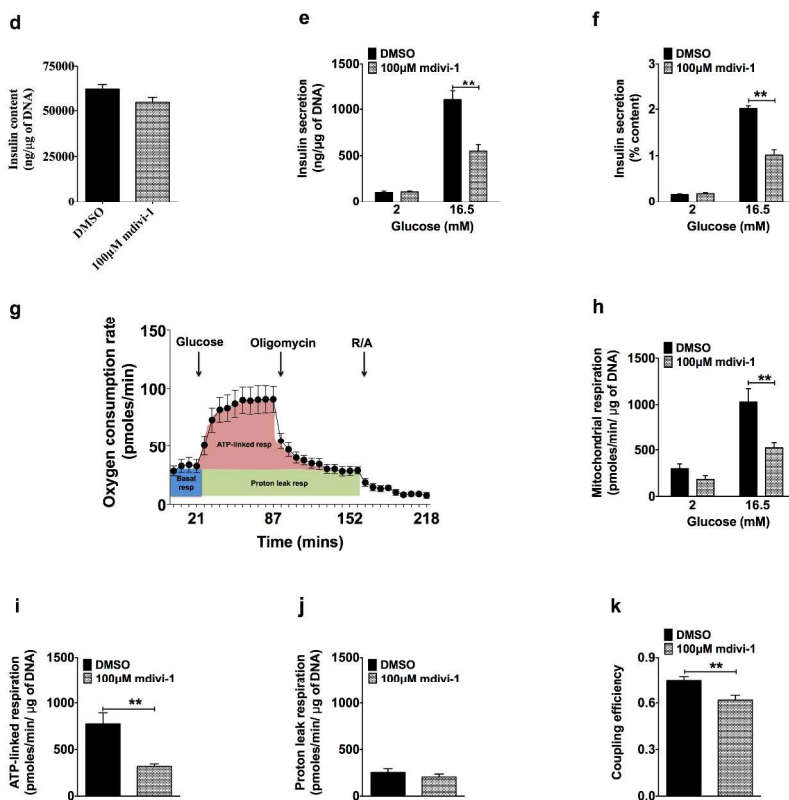 d
Insulin content
(ng/µg of DNA)
75000
50000
25000
0
DMSO
100µM mdivi-1
e
DMSO
100µM mdivi-1
Insulin secretion
(ng/µg of DNA)
1500
1000
500
0
**
2
16.5
Glucose (mM)
f
DMSO
100µM mdivi-1
Insulin secretion
(% content)
3
2
1
0
**
2
16.5
Glucose (mM)
g
Oxygen consumption rate
(pmoles/min)
150
100
50
0
Glucose
Oligomycin
R/A
ATP-linked resp
Basal
resp
Proton leak resp
21
87
152
218
Time (mins)
h
DMSO
100µM mdivi-1
Mitochondrial respiration
(pmoles/min/ µg of DNA)
1500
1000
500
0
**
2
16.5
Glucose (mM)
i
DMSO
100µM mdivi-1
ATP-linked respiration
(pmoles/min/ µg of DNA)
1500
1000
500
0
**
j
DMSO
100µM mdivi-1
Proton leak respiration
(pmoles/min/ µg of DNA)
1500
1000
500
0
k
DMSO
100µM mdivi-1
Coupling efficiency
0.9
0.6
0.3
0.0
**